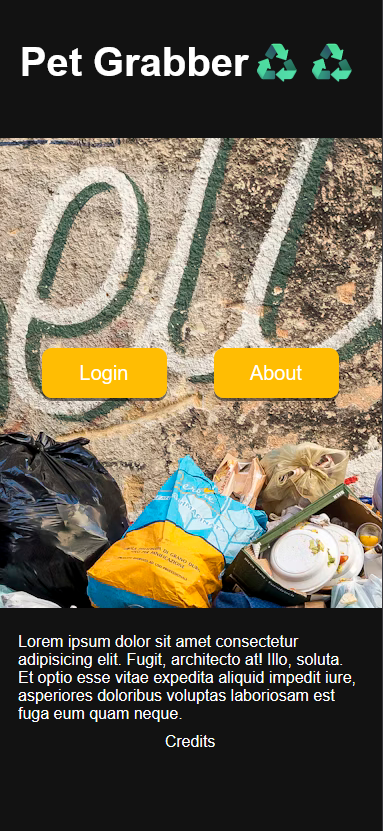 Pet Grabber♻️ ♻️
ell
Login
About
Lorem ipsum dolor sit amet consectetur
adipisicing elit. Fugit, architecto at! Illo, soluta.
Et optio esse vitae expedita aliquid impedit iure,
asperiores doloribus voluptas laboriosam est
fuga eum quam neque.
Credits